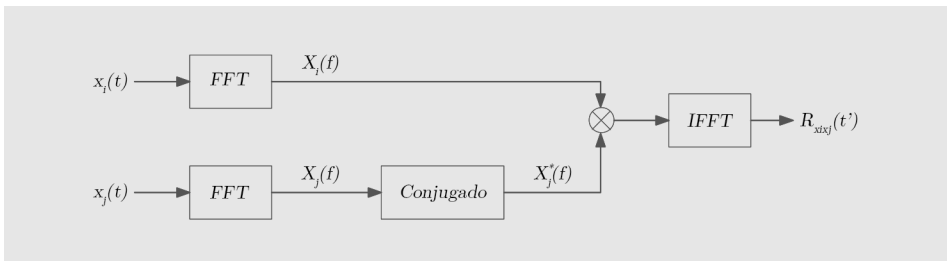 x_i(t)
FFT
X_i(f)
x_j(t)
FFT
X_j(f)
Conjugado
X_j^*(f)
IFFT
R_xixj(t')